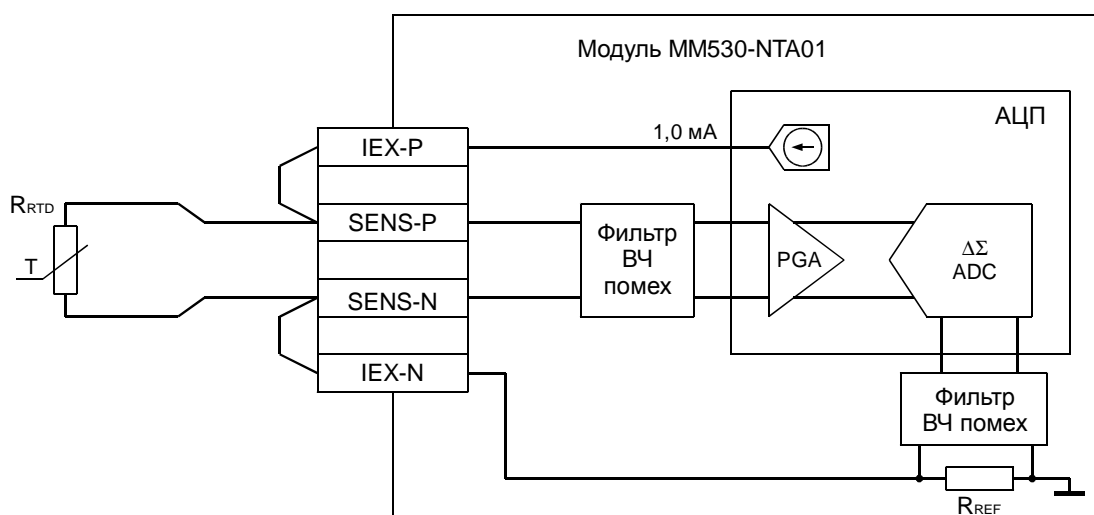 Модуль MM530-NTA01
АЦП
1,0 мА
IEX-P
RRTD
SENS-P
T
Фильтр
ВЧ
помех
PGA
ΔΣ
ADC
SENS-N
IEX-N
Фильтр
ВЧ помех
RREF